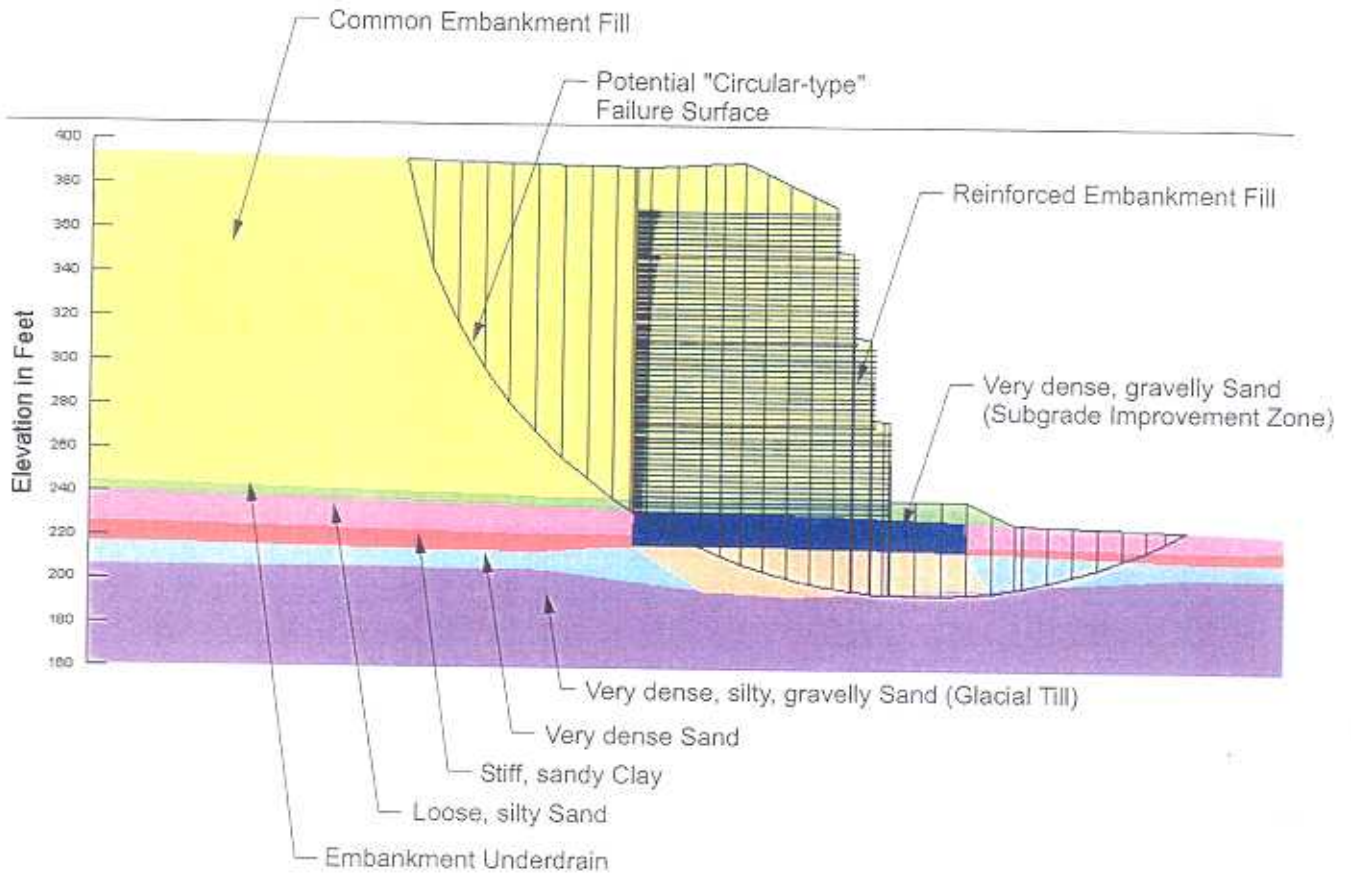 Common Embankment Fill
Potential "Circular-type"
Failure Surface
Reinforced Embankment Fill
Very dense, gravelly Sand
(Subgrade Improvement Zone)
Elevation in Feet
400
380
360
340
320
300
280
260
240
220
200
180
160
Very dense, silty, gravelly Sand (Glacial Till)
Very dense Sand
Stiff, sandy Clay
Loose, silty Sand
Embankment Underdrain